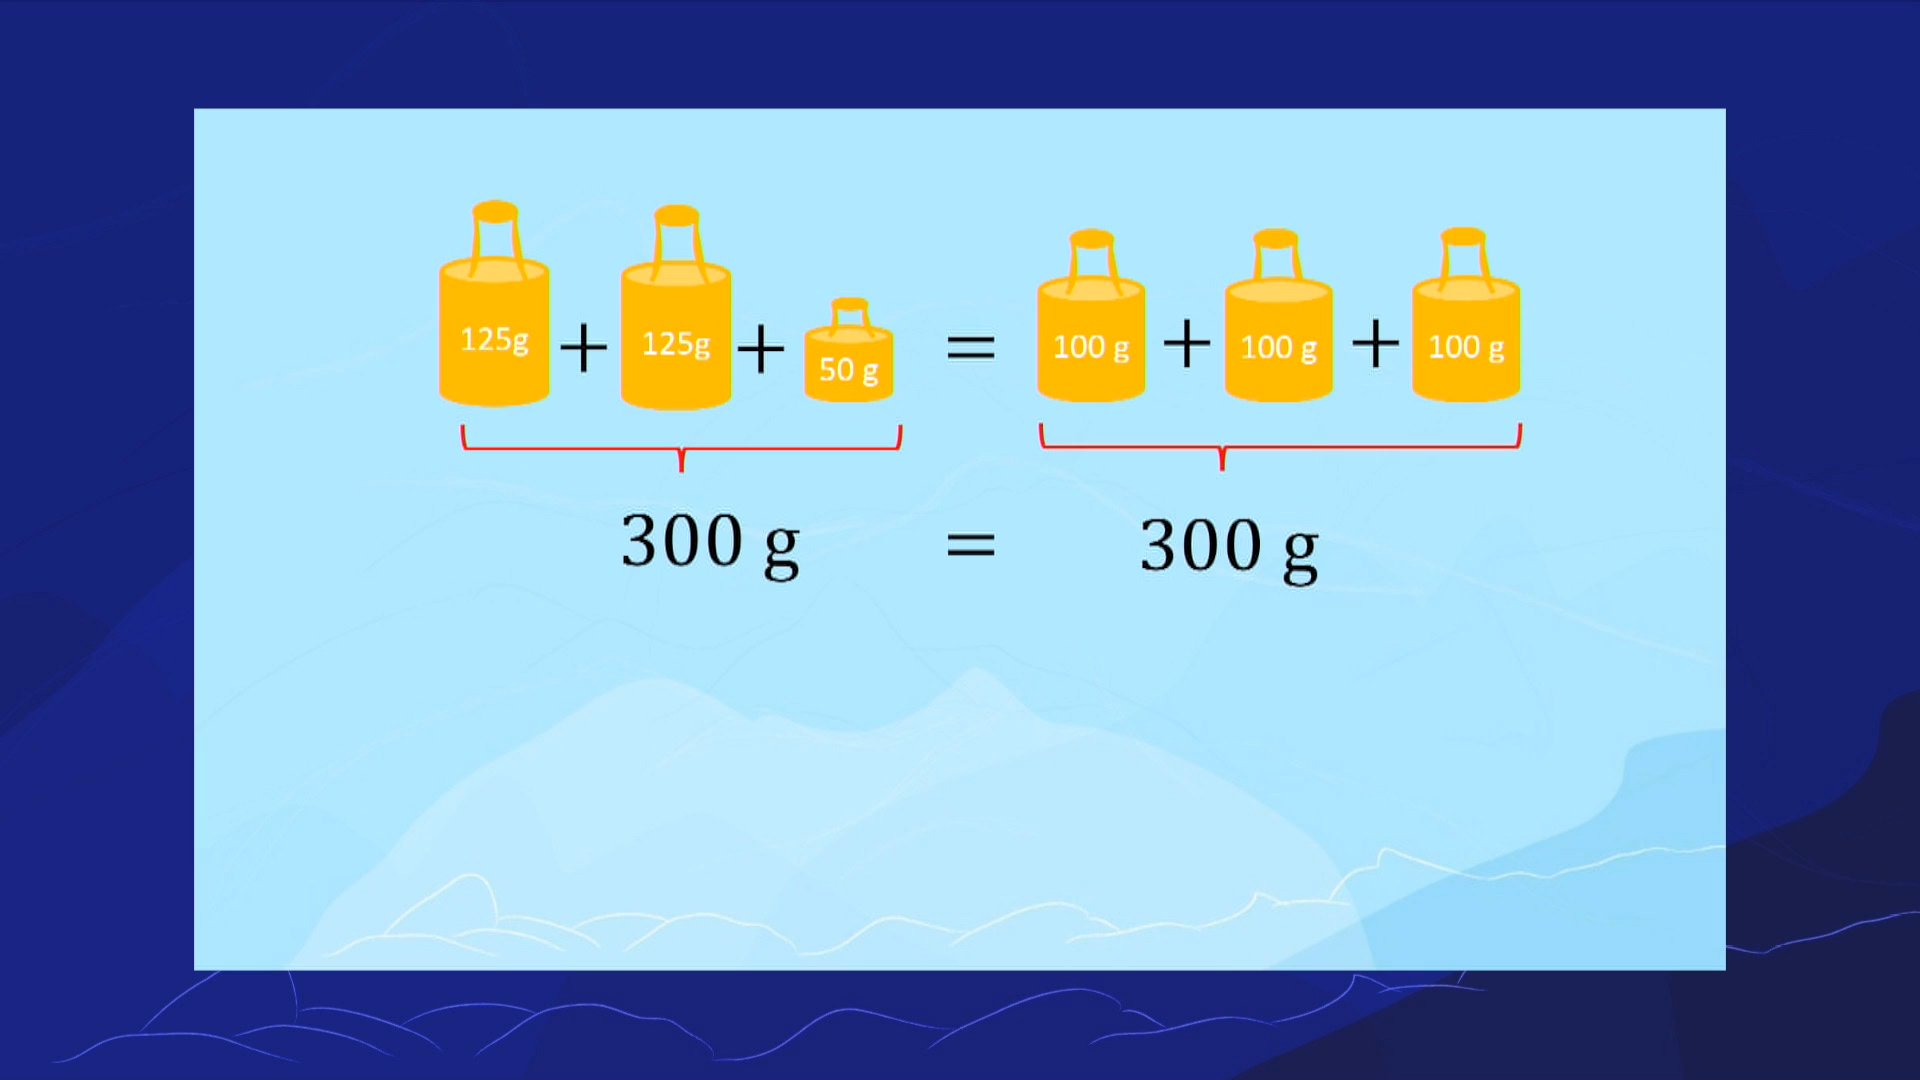 125g + 125g + 50 g = 100 g + 100 g + 100 g
300 g = 300 g